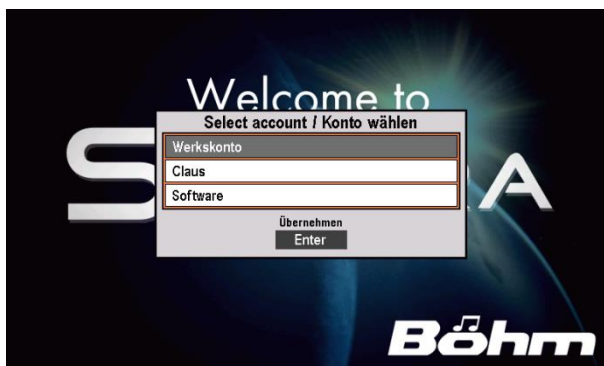 Welcome to
Select account / Konto wählen
Werkskonto
Claus
Software
Übernehmen
Enter
S A
Böhm